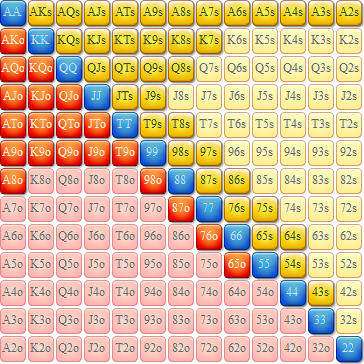 AA AKs AQs AJs ATs A9s A8s A7s A6s A5s A4s A3s A2s
AKo KK KQs KJs KTs K9s K8s K7s K6s K5s K4s K3s K2s
AQo KQo QQ QJs QTs Q9s Q8s Q7s Q6s Q5s Q4s Q3s Q2s
AJo KJo QJo JJ JTs J9s J8s J7s J6s J5s J4s J3s J2s
ATo KTo QTo JTo TT T9s T8s T7s T6s T5s T4s T3s T2s
A9o K9o Q9o J9o T9o 99 98s 97s 96s 95s 94s 93s 92s
A8o K8o Q8o J8o T8o 98o 88 87s 86s 85s 84s 83s 82s
A7o K7o Q7o J7o T7o 97o 87o 77 76s 75s 74s 73s 72s
A6o K6o Q6o J6o T6o 96o 86o 76o 66 65s 64s 63s 62s
A5o K5o Q5o J5o T5o 95o 85o 75o 65o 55 54s 53s 52s
A4o K4o Q4o J4o T4o 94o 84o 74o 64o 54o 44 43s 42s
A3o K3o Q3o J3o T3o 93o 83o 73o 63o 53o 43o 33 32s
A2o K2o Q2o J2o T2o 92o 82o 72o 62o 52o 42o 32o 22